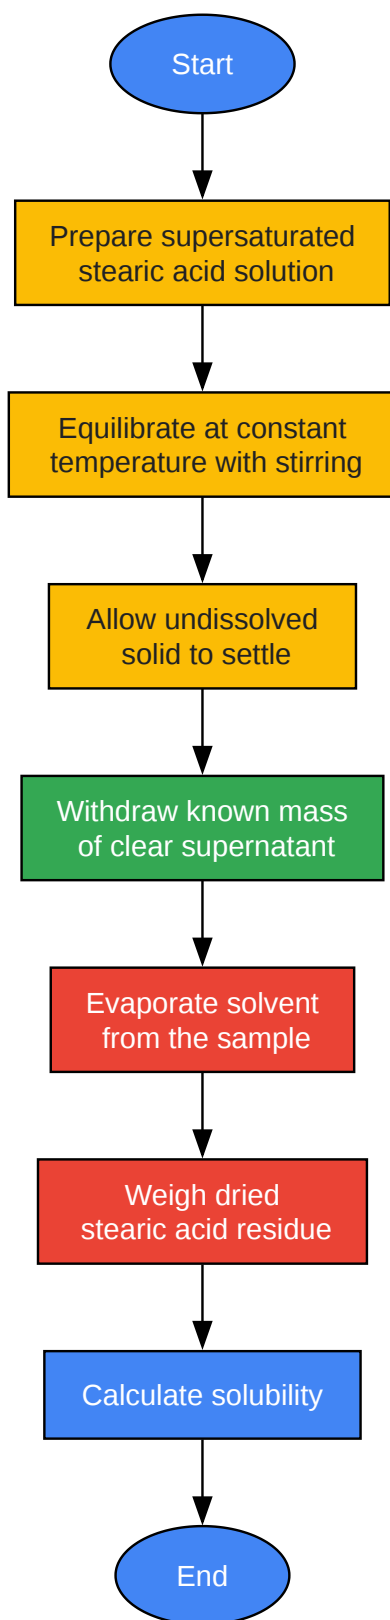 Start
Prepare supersaturated
stearic acid solution
Equilibrate at constant
temperature with stirring
Allow undissolved
solid to settle
Withdraw known mass
of clear supernatant
Evaporate solvent
from the sample
Weigh dried
stearic acid residue
Calculate solubility
End